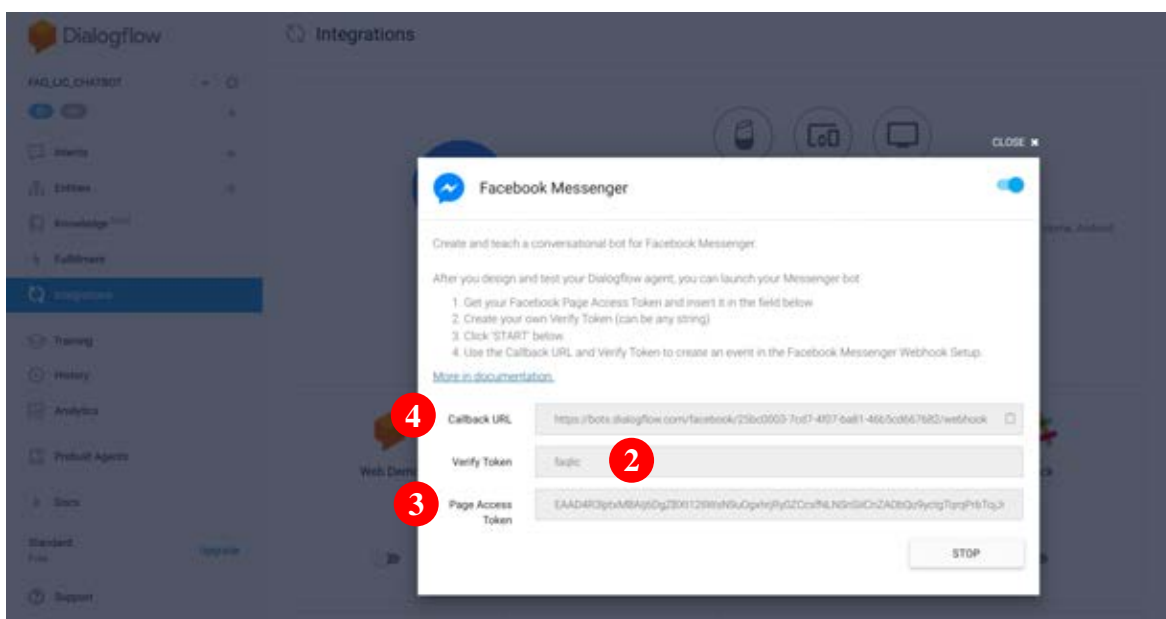 Dialogflow
Integrations
FAQ_LIC_CHATBOT
CLOSE ×
Intents
Entities
Knowledge
Fulfillment
Integrations
Training
History
Analytics
Prebuilt Agents
Docs
Standard
Free
Upgrade
Support
Web Demo
Facebook Messenger
Create and teach a conversational bot for Facebook Messenger.
After you design and test your Dialogflow agent, you can launch your Messenger bot
1. Get your Facebook Page Access Token and insert it in the field below
2. Create your own Verify Token (can be any string)
3. Click 'START' below
4. Use the Callback URL and Verify Token to create an event in the Facebook Messenger Webhook Setup.
More in documentation.
4 Callback URL
Verify Token faqlic 2
3 Page Access
Token
STOP